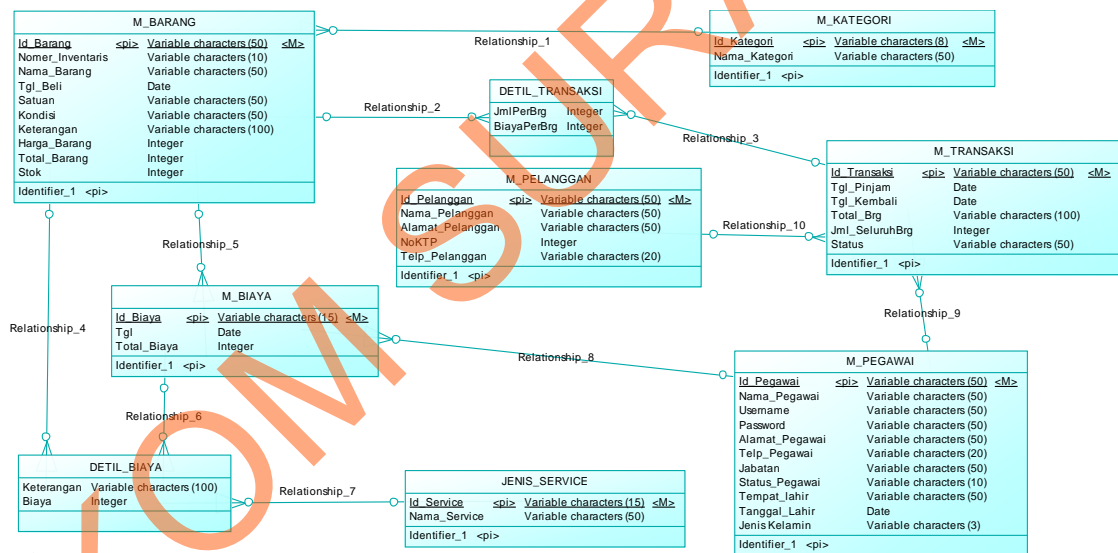 M_BARANG
Id_Barang <pi> Variable characters (50) <M>
Nomer_Inventaris Variable characters (10)
Nama_Barang Variable characters (50)
Tgl_Beli Date
Satuan Variable characters (50)
Kondisi Variable characters (50)
Keterangan Variable characters (100)
Harga_Barang Integer
Total_Barang Integer
Stok Integer
Identifier_1 <pi>
Relationship_1
M_KATEGORI
Id_Kategori <pi> Variable characters (8) <M>
Nama_Kategori Variable characters (50)
Identifier_1 <pi>
Relationship_2
DETIL_TRANSAKSI
JmlPerBrg Integer
BiayaPerBrg Integer
Relationship_3
M_TRANSAKSI
Id_Transaksi <pi> Variable characters (50) <M>
Tgl_Pinjam Date
Tgl_Kembali Date
Total_Brg Variable characters (100)
Jml_SeluruhBrg Integer
Status Variable characters (50)
Identifier_1 <pi>
M_PELANGGAN
Id_Pelanggan <pi> Variable characters (50) <M>
Nama_Pelanggan Variable characters (50)
Alamat_Pelanggan Variable characters (50)
NoKTP Integer
Telp_Pelanggan Variable characters (20)
Identifier_1 <pi>
Relationship_10
Relationship_5
M_BIAYA
Id_Biaya <pi> Variable characters (15) <M>
Tgl Date
Total_Biaya Integer
Identifier_1 <pi>
Relationship_4
Relationship_9
Relationship_8
M_PEGAWAI
Id_Pegawai <pi> Variable characters (50) <M>
Nama_Pegawai Variable characters (50)
Username Variable characters (50)
Password Variable characters (50)
Alamat_Pegawai Variable characters (50)
Telp_Pegawai Variable characters (20)
Jabatan Variable characters (50)
Status_Pegawai Variable characters (10)
Tempat_lahir Variable characters (50)
Tanggal_Lahir Date
Jenis Kelamin Variable characters (3)
Identifier_1 <pi>
Relationship_6
DETIL_BIAYA
Keterangan Variable characters (100)
Biaya Integer
Relationship_7
JENIS_SERVICE
Id_Service <pi> Variable characters (15) <M>
Nama_Service Variable characters (50)
Identifier_1 <pi>